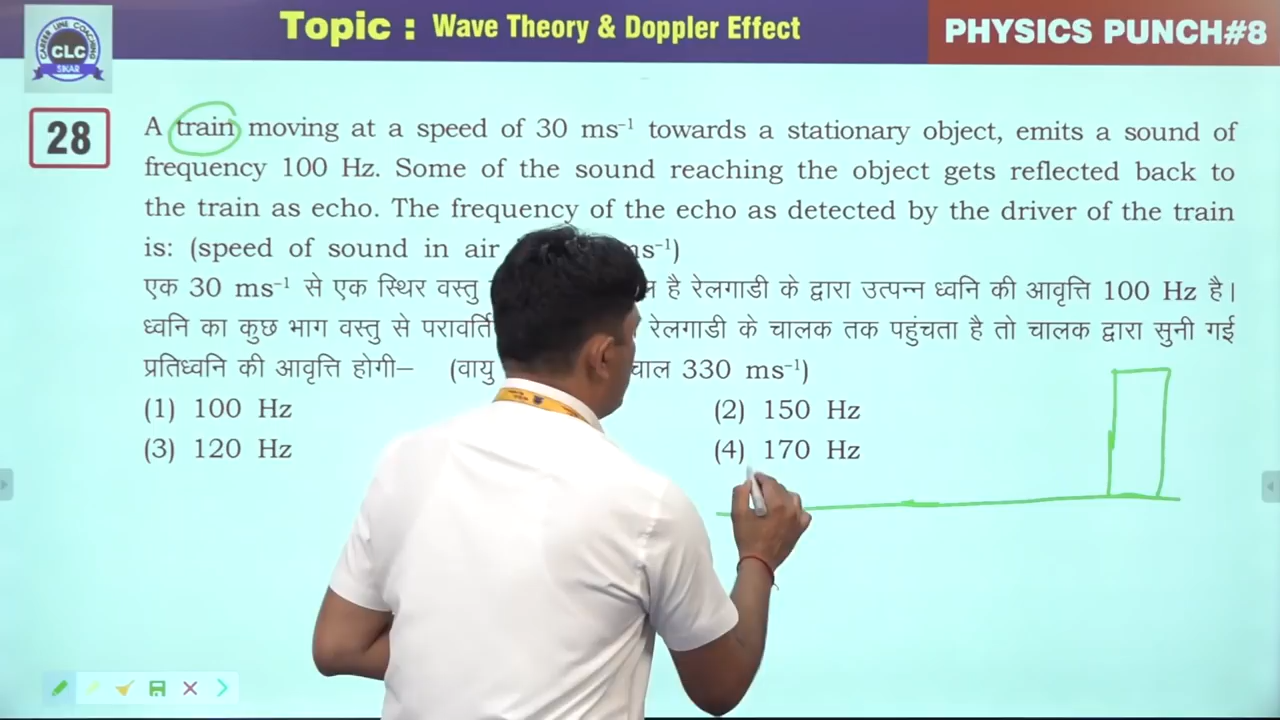 Topic : Wave Theory & Doppler Effect
PHYSICS PUNCH#8
CAREER LINE COACHING
CLC
SIKAR
28
A train moving at a speed of 30 ms⁻¹ towards a stationary object, emits a sound of
frequency 100 Hz. Some of the sound reaching the object gets reflected back to
the train as echo. The frequency of the echo as detected by the driver of the train
is: (speed of sound in air ms⁻¹)
एक 30 ms⁻¹ से एक स्थिर वस्तु है रेलगाडी के द्वारा उत्पन्न ध्वनि की आवृत्ति 100 Hz है।
ध्वनि का कुछ भाग वस्तु से रेलगाडी के चालक तक पहुंचता है तो चालक द्वारा सुनी गई
प्रतिध्वनि की आवृत्ति होगी– (वायु चाल 330 ms⁻¹)
(1) 100 Hz
(2) 150 Hz
(3) 120 Hz
(4) 170 Hz